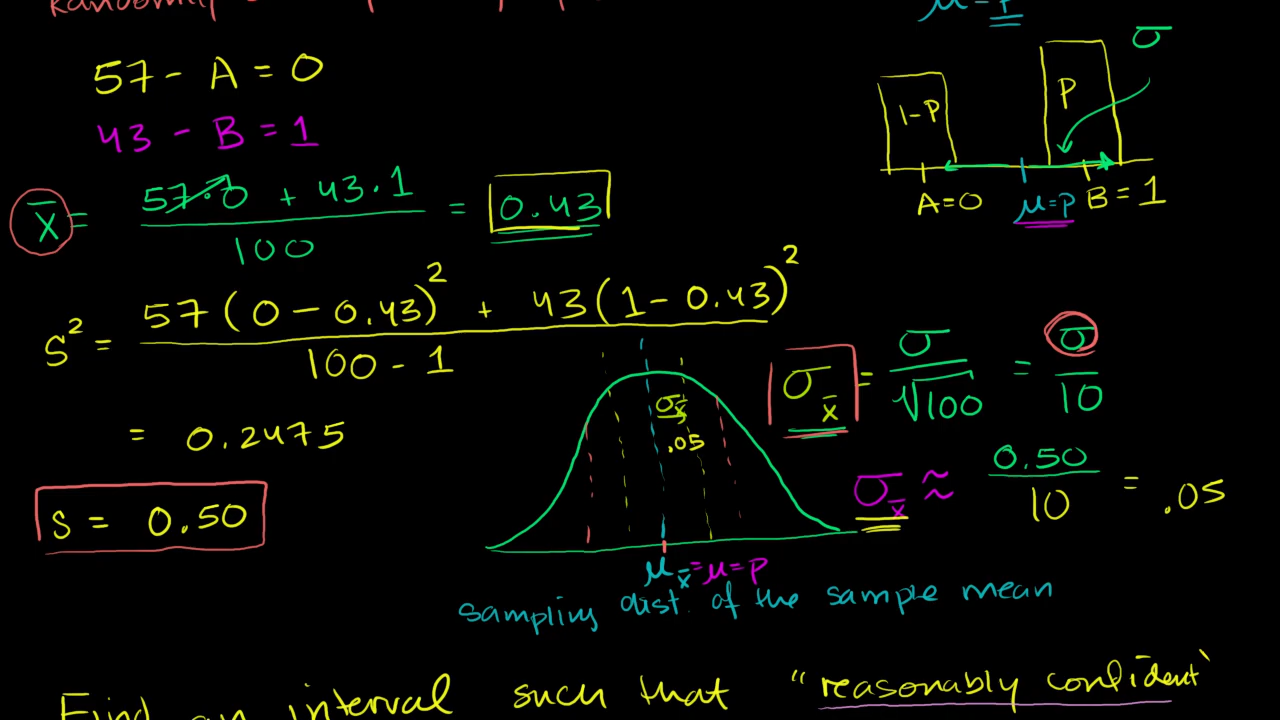 Randomly
μ = P
57 - A = 0
43 - B = 1
x̄ = (57·0 + 43·1) / 100 = 0.43
σ
1-P
P
A=0
μ=p
B=1
S² = (57(0 - 0.43)² + 43(1 - 0.43)²) / (100 - 1)
= 0.2475
S = 0.50
σx̄
.05
σx̄ = σ/√100 = σ/10
σx̄ ≈ 0.50/10 = .05
μx̄ = μ = p
sampling dist. of the sample mean
Find an interval such that "reasonably confident"